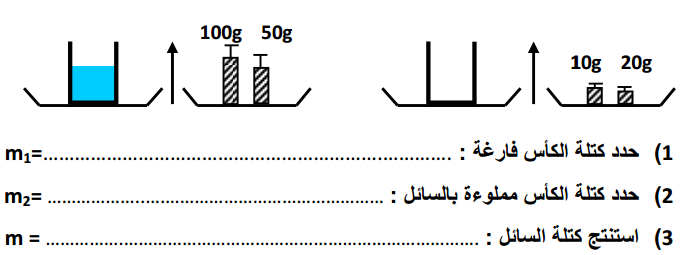 100g 50g 10g 20g
1) حدد كتلة الكأس فارغة : m₁=........................................................................
2) حدد كتلة الكأس مملوءة بالسائل : m₂= ............................................................
3) استنتج كتلة السائل : m = ............................................................................